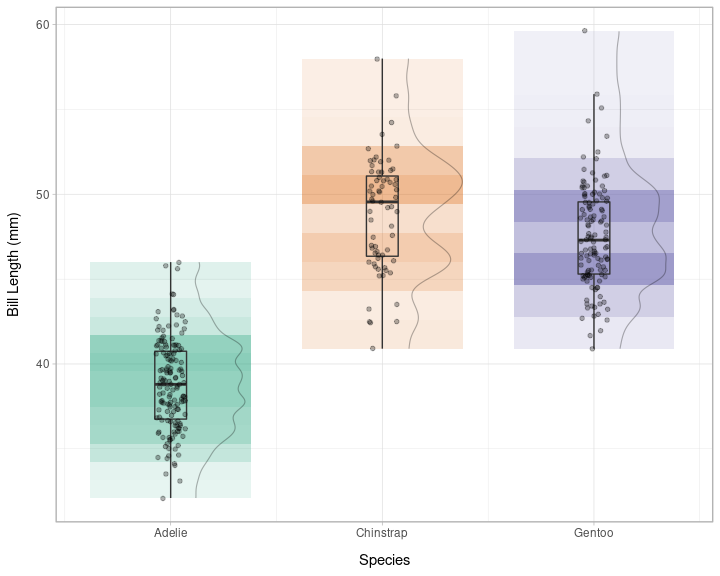 60
50
40
Bill Length (mm)
Adelie
Chinstrap
Gentoo
Species